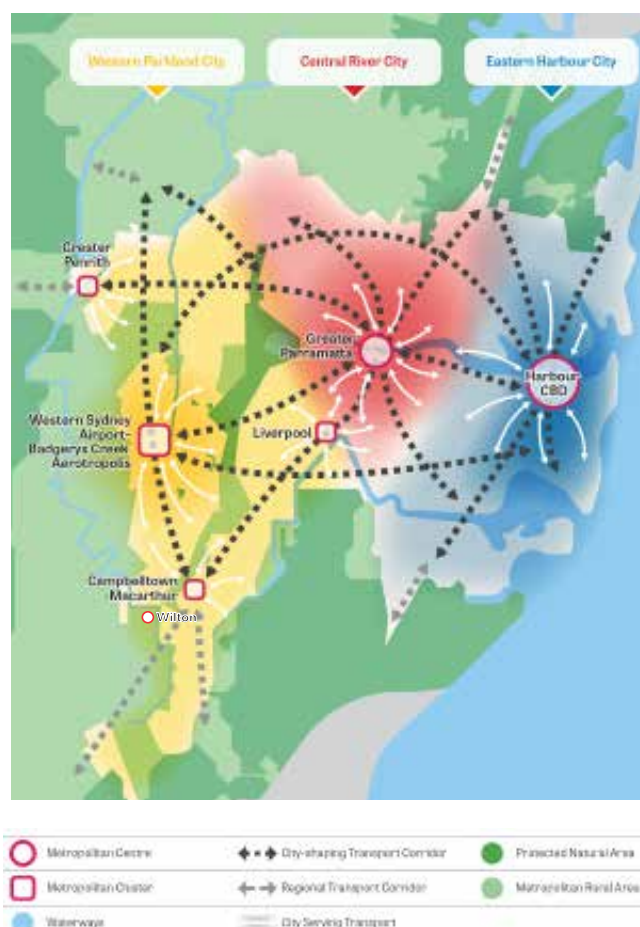 Western Parkland City
Central River City
Eastern Harbour City
Greater
Penrith
Greater
Parramatta
Harbour
CBD
Western Sydney
Airport-
Badgerys Creek
Aerotropolis
Liverpool
Campbelltown
Macarthur
Wilton
Metropolitan Centre
City-shaping Transport Corridor
Protected Natural Area
Metropolitan Cluster
Regional Transport Corridor
Metropolitan Rural Area
Waterways
City Serving Transport